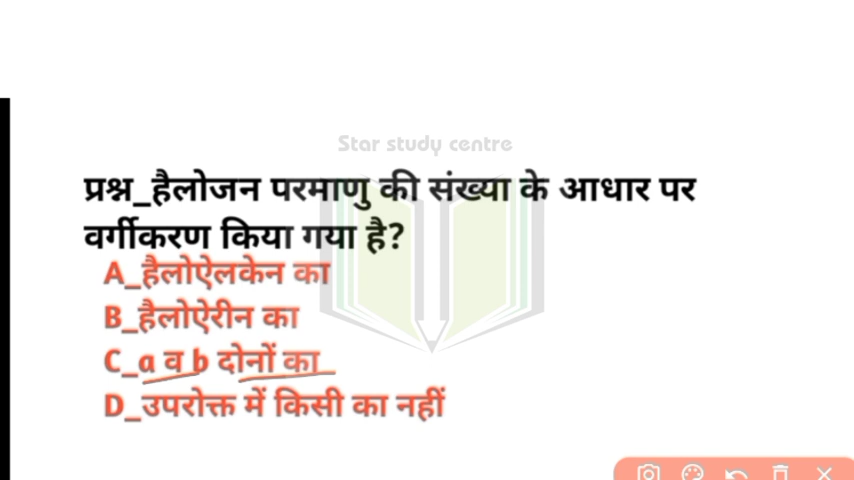 Star study centre
प्रश्न_हैलोजन परमाणु की संख्या के आधार पर
वर्गीकरण किया गया है?
A_हैलोऐलकेन का
B_हैलोऐरीन का
C_a व b दोनों का
D_उपरोक्त में किसी का नहीं